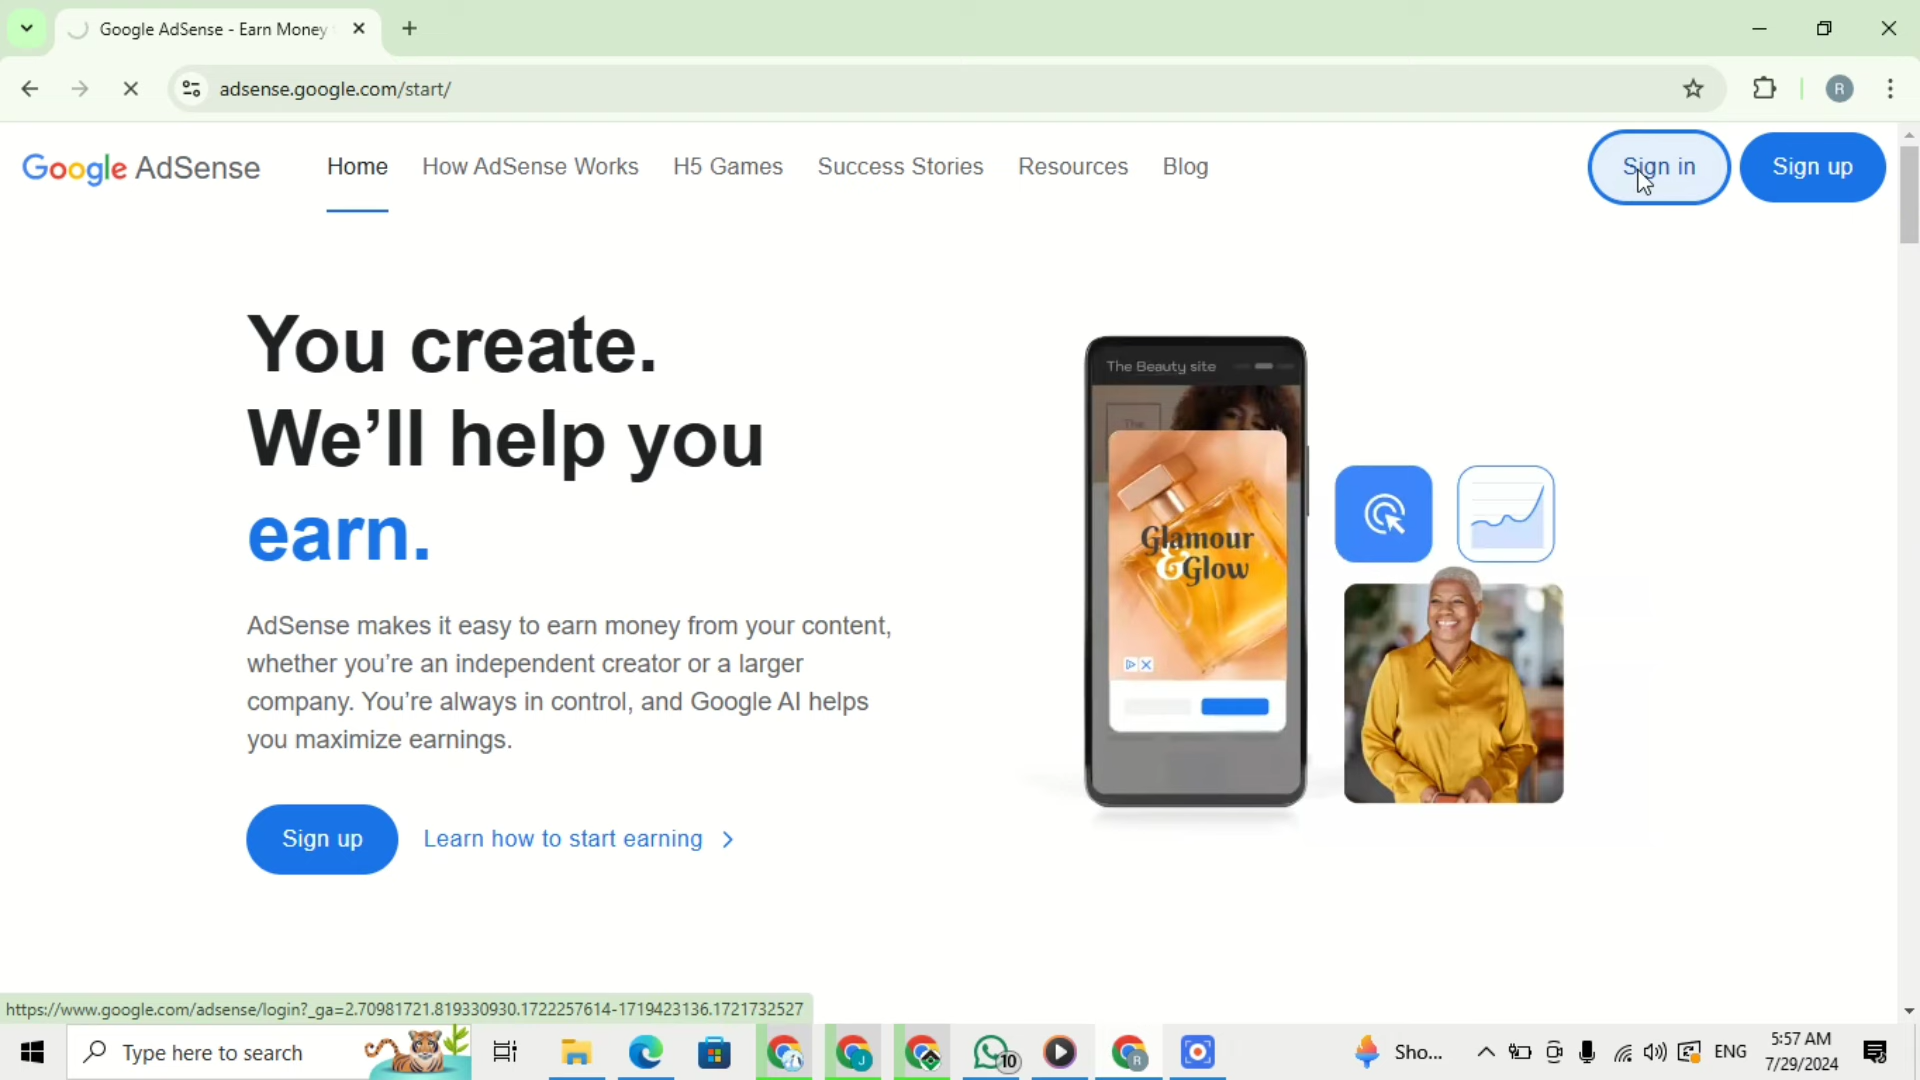 Google AdSense - Earn Money
adsense.google.com/start/
R
Google AdSense
Home
How AdSense Works
H5 Games
Success Stories
Resources
Blog
Sign in
Sign up
You create.
We’ll help you
earn.
The Beauty site
Glamour
&Glow
AdSense makes it easy to earn money from your content,
whether you’re an independent creator or a larger
company. You’re always in control, and Google AI helps
you maximize earnings.
Sign up
Learn how to start earning
https://www.google.com/adsense/login?_ga=2.70981721.819330930.1722257614-1719423136.1721732527
Type here to search
J
10
R
Sho...
ENG
5:57 AM
7/29/2024